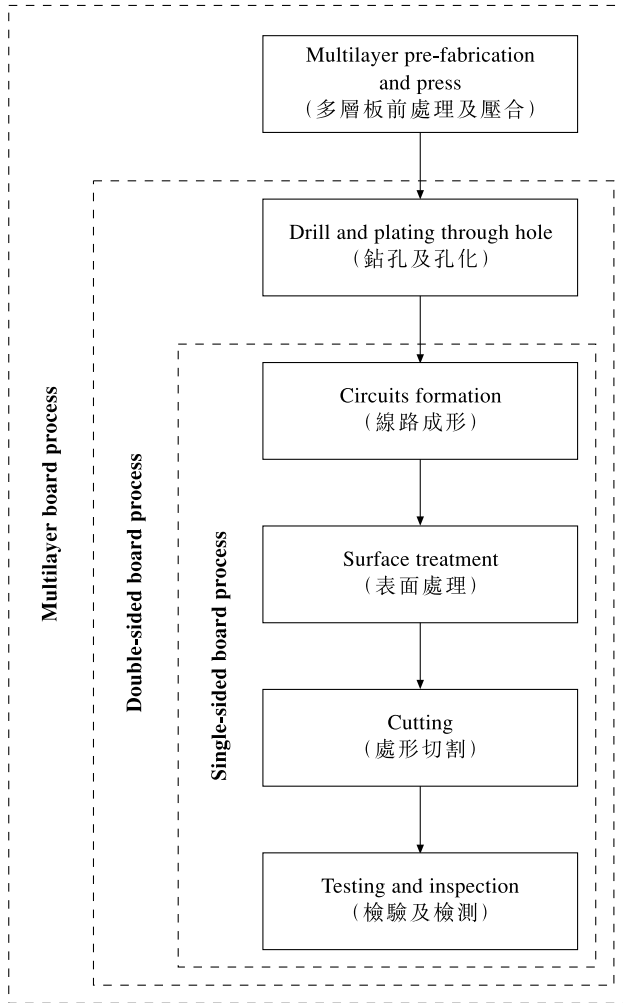 Multilayer pre-fabrication
and press
(多層板前處理及壓合)
Drill and plating through hole
(鉆孔及孔化)
Circuits formation
(線路成形)
Surface treatment
(表面處理)
Cutting
(處形切割)
Testing and inspection
(檢驗及檢測)
Multilayer board process
Double-sided board process
Single-sided board process